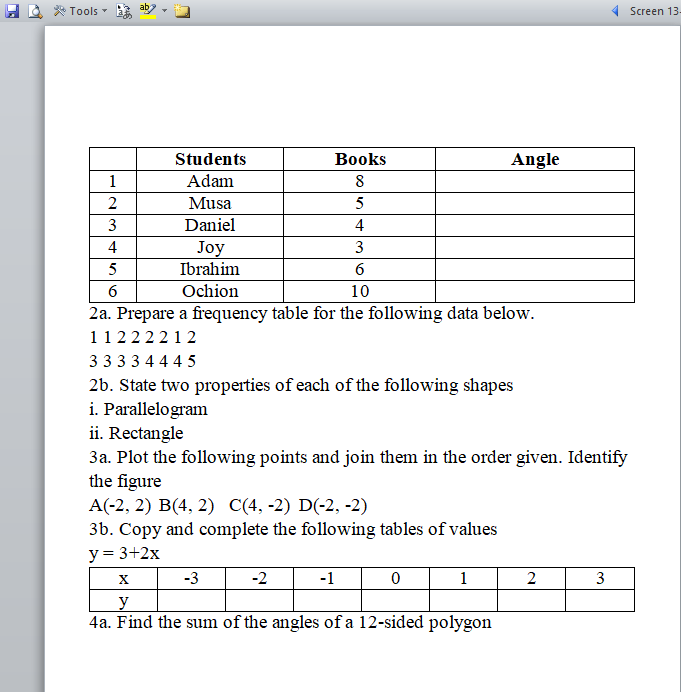 Tools
Screen 13-
Students Books Angle
1 Adam 8
2 Musa 5
3 Daniel 4
4 Joy 3
5 Ibrahim 6
6 Ochion 10
2a. Prepare a frequency table for the following data below.
1 1 2 2 2 2 1 2
3 3 3 3 4 4 4 5
2b. State two properties of each of the following shapes
i. Parallelogram
ii. Rectangle
3a. Plot the following points and join them in the order given. Identify
the figure
A(-2, 2) B(4, 2) C(4, -2) D(-2, -2)
3b. Copy and complete the following tables of values
y = 3+2x
x -3 -2 -1 0 1 2 3
y
4a. Find the sum of the angles of a 12-sided polygon